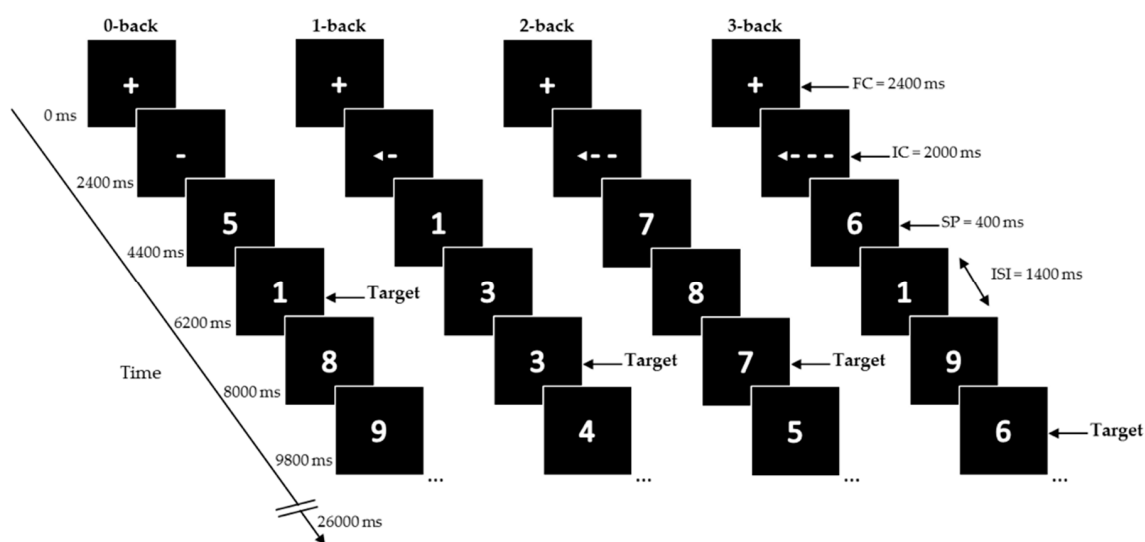 0-back 1-back 2-back 3-back
+ + + +
FC = 2400 ms
0 ms
- ◄- ◄-- ◄---
IC = 2000 ms
2400 ms
5 1 7 6
SP = 400 ms
4400 ms
ISI = 1400 ms
1 3 8 1
Target
6200 ms
8 3 7 9
Target Target
Time
8000 ms
9 4 5 6
Target
9800 ms
... ... ... ...
26000 ms